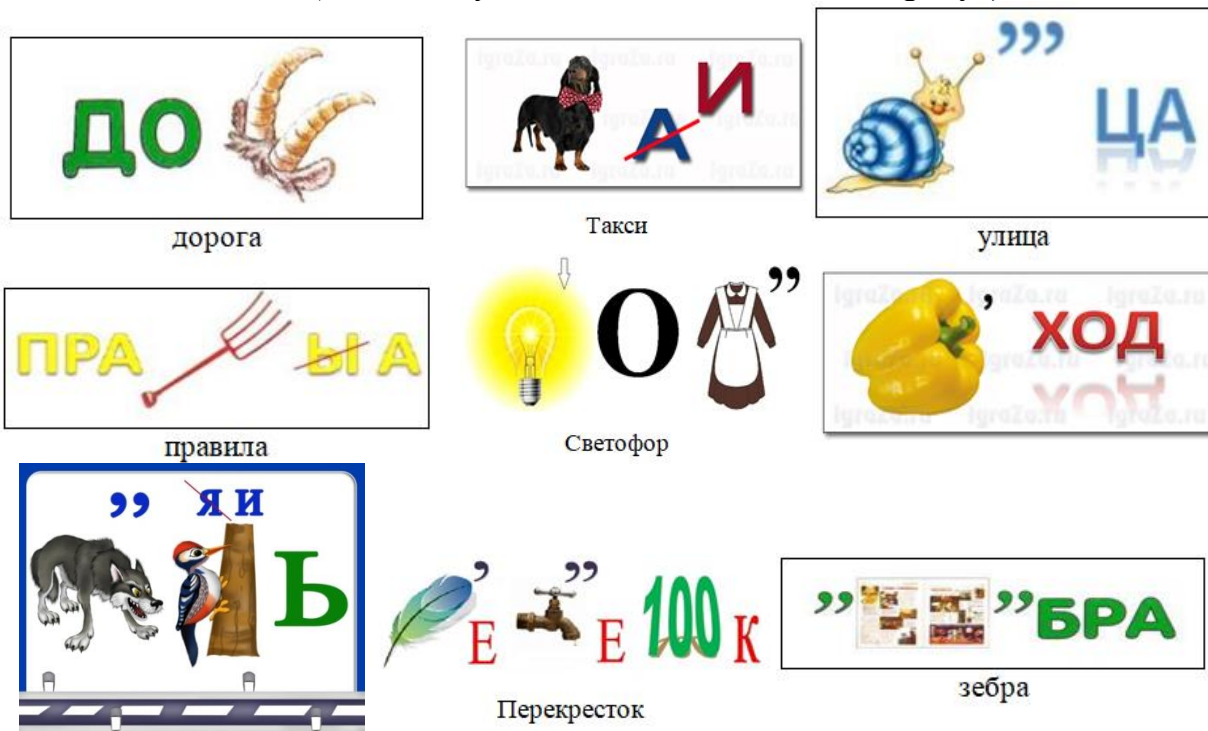 ДО
дорога
А И
Такси
’’’ ЦА
улица
ПРА Ы А
правила
О ’’
Светофор
’ ХОД
’’ Я И Ь
’ Е ’’ Е 100 К
Перекресток
’’ ’’БРА
зебра